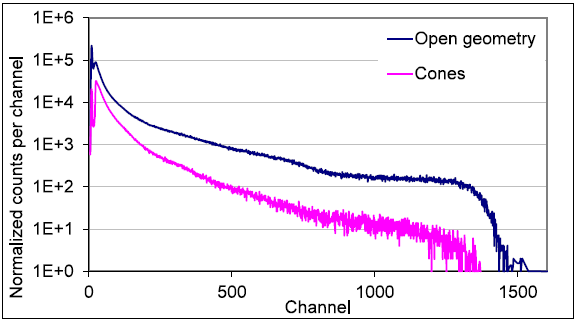 1E+6
1E+5
1E+4
1E+3
1E+2
1E+1
1E+0
Normalized counts per channel
Open geometry
Cones
0 500 1000 1500
Channel